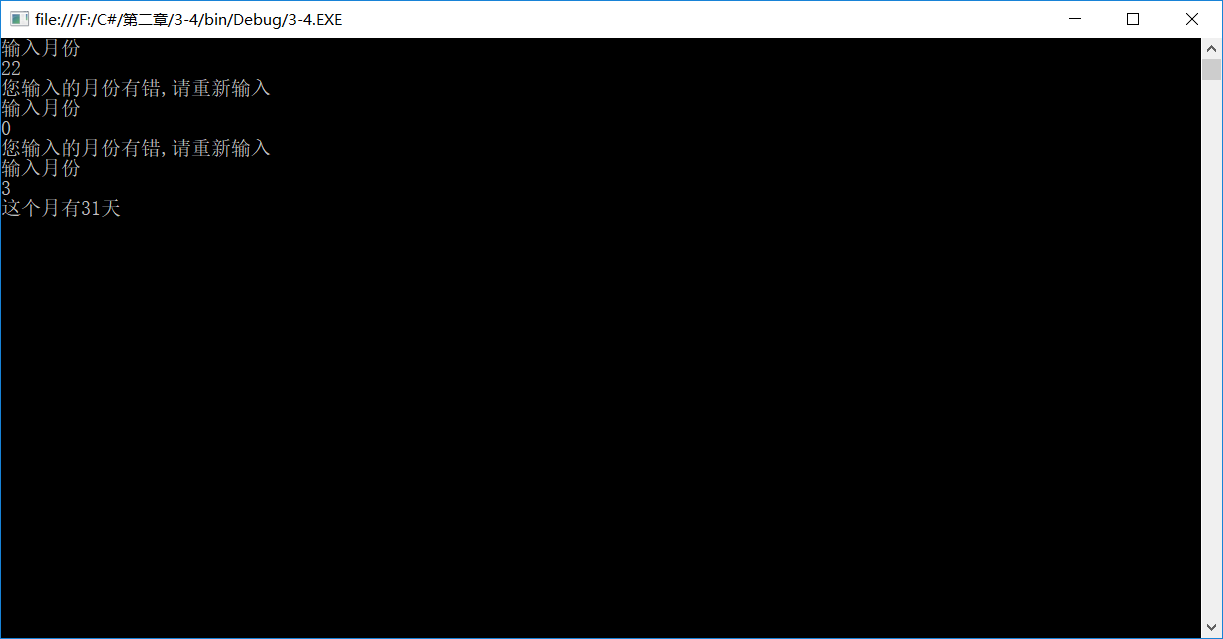 file:///F:/C#/第二章/3-4/bin/Debug/3-4.EXE
输入月份
22
您输入的月份有错,请重新输入
输入月份
0
您输入的月份有错,请重新输入
输入月份
3
这个月有31天